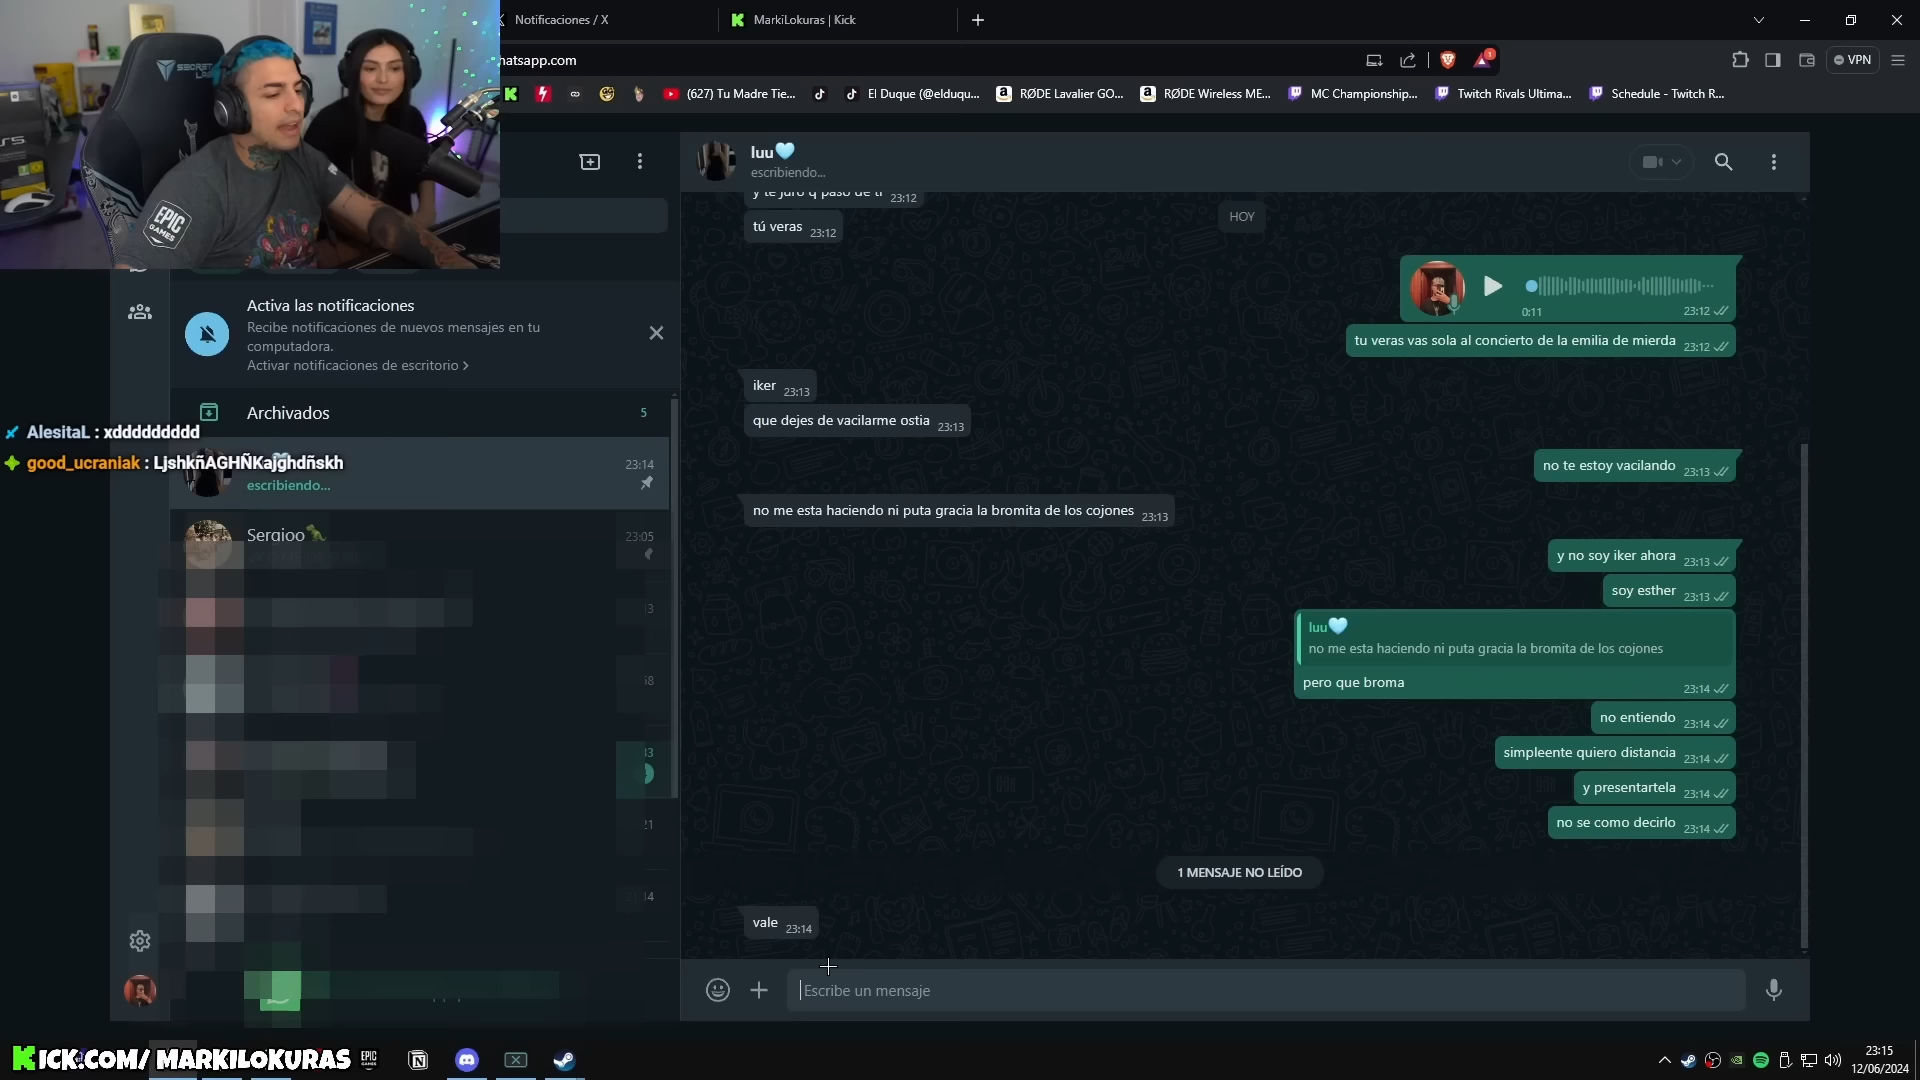 Notificaciones / X
MarkiLokuras | Kick
hatsapp.com
1
VPN
(627) Tu Madre Tie...
El Duque (@elduqu...
RØDE Lavalier GO...
RØDE Wireless ME...
MC Championship...
Twitch Rivals Ultima...
Schedule - Twitch R...
SECRETLAB
EPIC GAMES
luu🩵
escribiendo...
Activa las notificaciones
Recibe notificaciones de nuevos mensajes en tu
computadora.
Activar notificaciones de escritorio >
Archivados
5
AlesitaL : xddddddddd
good_ucraniak : LjshkñAGHÑKajghdñskh
23:14
escribiendo...
Sergioo🦖
23:05
y te juro q paso de ti 23:12
tú veras 23:12
HOY
0:11 23:12
tu veras vas sola al concierto de la emilia de mierda 23:12
iker 23:13
que dejes de vacilarme ostia 23:13
no te estoy vacilando 23:13
no me esta haciendo ni puta gracia la bromita de los cojones 23:13
y no soy iker ahora 23:13
soy esther 23:13
luu🩵
no me esta haciendo ni puta gracia la bromita de los cojones
pero que broma 23:14
no entiendo 23:14
simpleente quiero distancia 23:14
y presentartela 23:14
no se como decirlo 23:14
1 MENSAJE NO LEÍDO
vale 23:14
Escribe un mensaje
KICK.COM/ MARKILOKURAS
EPIC GAMES
23:15
12/06/2024